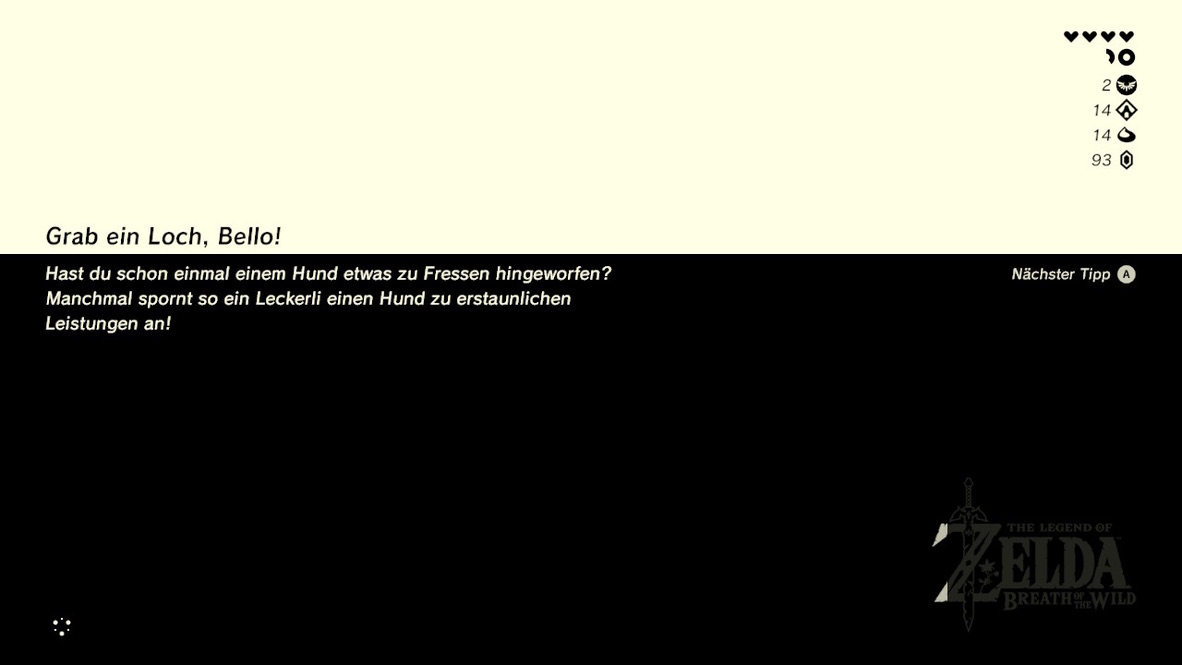 2
14
14
93
Grab ein Loch, Bello!
Hast du schon einmal einem Hund etwas zu Fressen hingeworfen?
Manchmal spornt so ein Leckerli einen Hund zu erstaunlichen
Leistungen an!
Nächster Tipp A
THE LEGEND OF
ZELDA
BREATH OF THE WILD